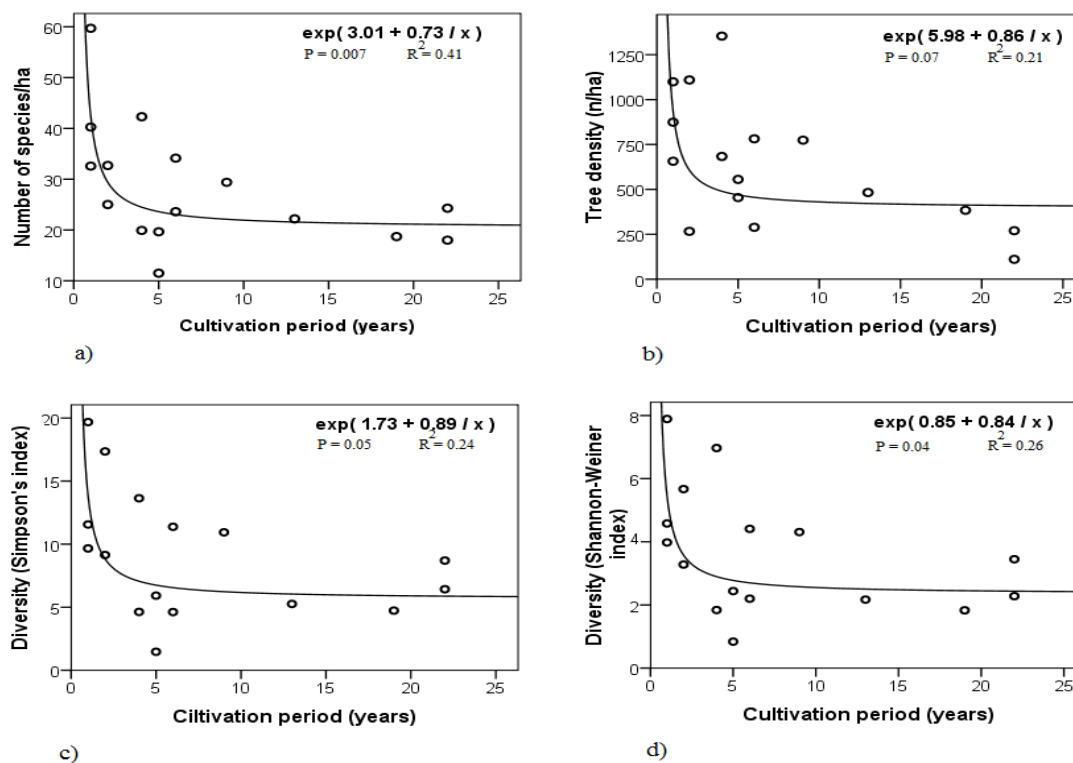 exp( 3.01 + 0.73 / x )
P = 0.007 R2 = 0.41
Number of species/ha
60
50
40
30
20
10
0 5 10 15 20 25
Cultivation period (years)
a)
exp( 5.98 + 0.86 / x )
P = 0.07 R2 = 0.21
Tree density (n/ha)
1250
1000
750
500
250
0
0 5 10 15 20 25
Cultivation period (years)
b)
exp( 1.73 + 0.89 / x )
P = 0.05 R2 = 0.24
Diversity (Simpson's index)
20
15
10
5
0
0 5 10 15 20 25
Ciltivation period (years)
c)
exp( 0.85 + 0.84 / x )
P = 0.04 R2 = 0.26
Diversity (Shannon-Weiner
index)
8
6
4
2
0
0 5 10 15 20 25
Cultivation period (years)
d)